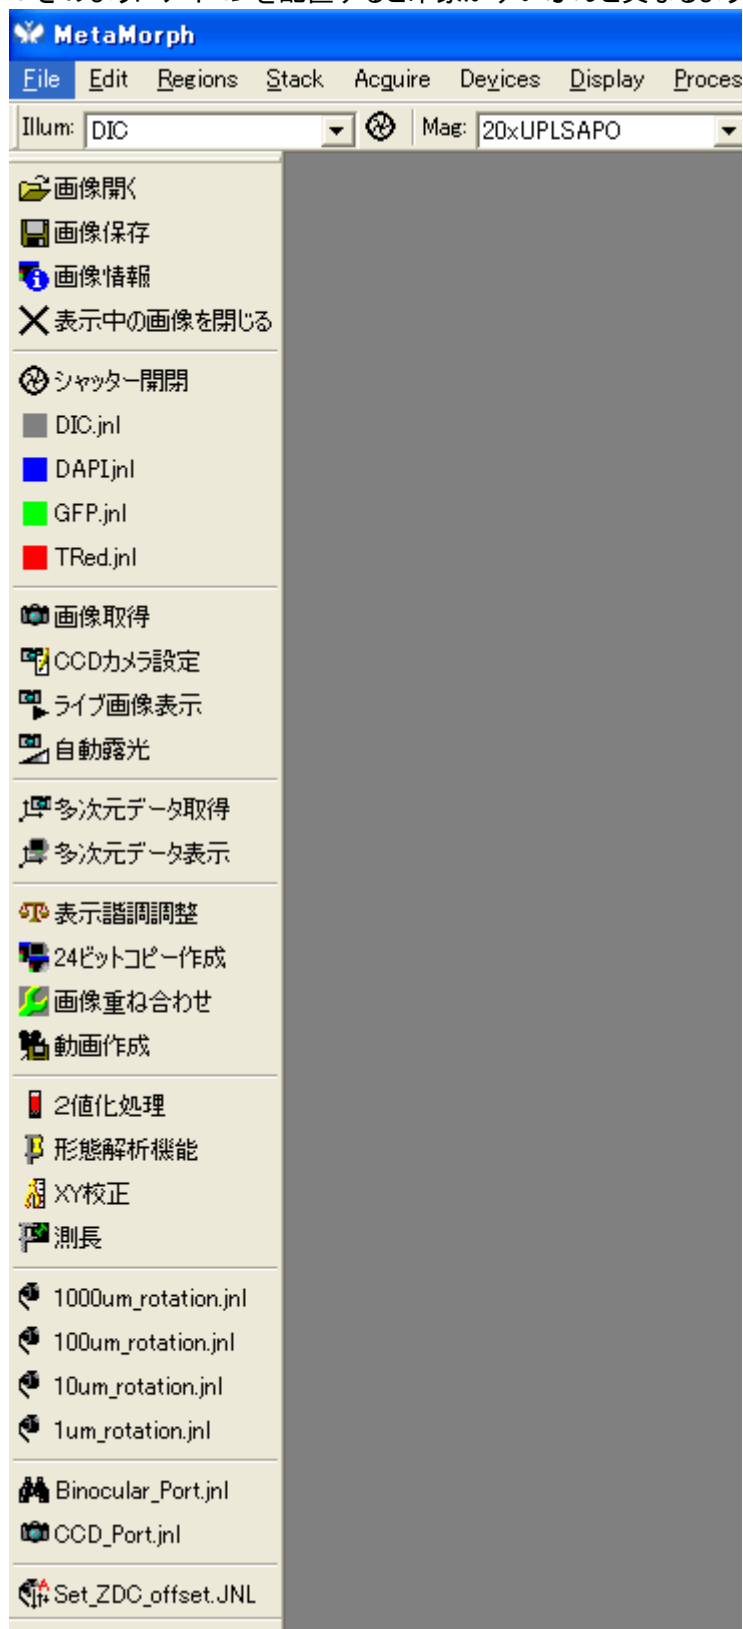 MetaMorph
File Edit Regions Stack Acquire Devices Display Proces
Illum: DIC Mag: 20xUPLSAPO
画像開く
画像保存
画像情報
表示中の画像を閉じる
シャッター開閉
DIC.jnl
DAPI.jnl
GFP.jnl
TRed.jnl
画像取得
CCDカメラ設定
ライブ画像表示
自動露光
多次元データ取得
多次元データ表示
表示諧調調整
24ビットコピー作成
画像重ね合わせ
動画作成
2値化処理
形態解析機能
XY校正
測長
1000um_rotation.jnl
100um_rotation.jnl
10um_rotation.jnl
1um_rotation.jnl
Binocular_Port.jnl
CCD_Port.jnl
Set_ZDC_offset.JNL